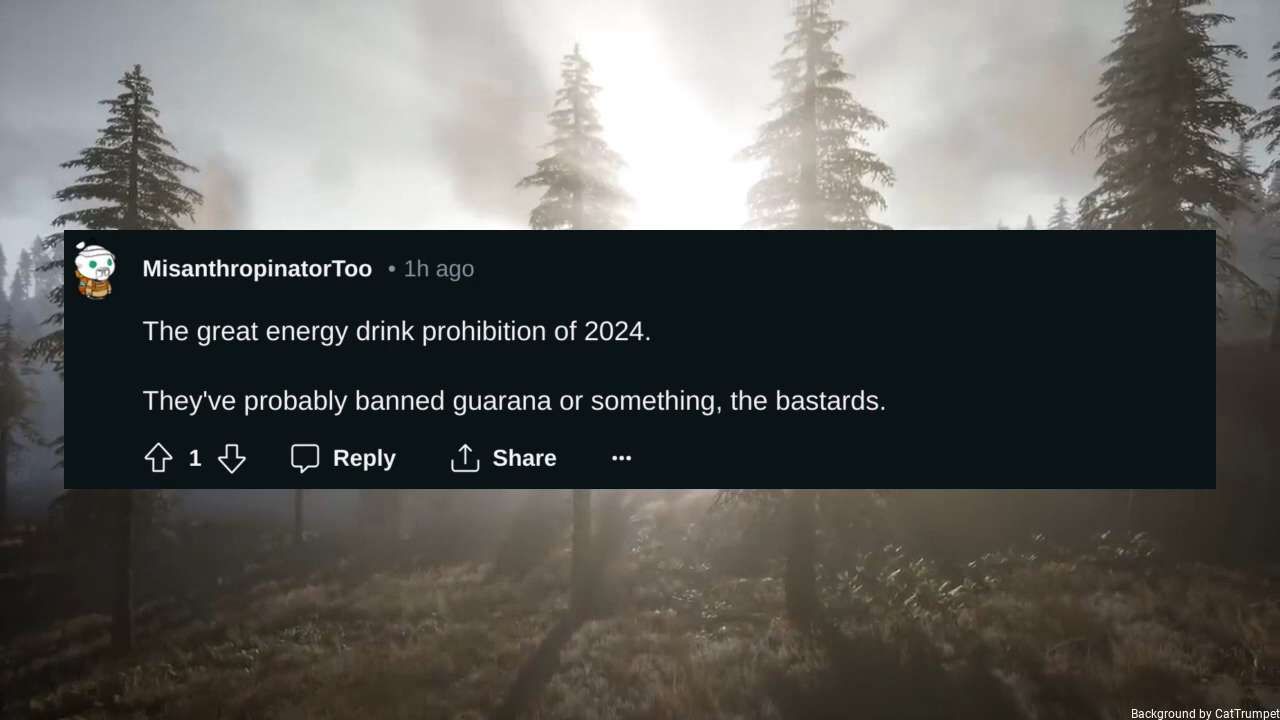 MisanthropinatorToo • 1h ago
The great energy drink prohibition of 2024.
They've probably banned guarana or something, the bastards.
1 Reply Share ...
Background by CatTrumpet